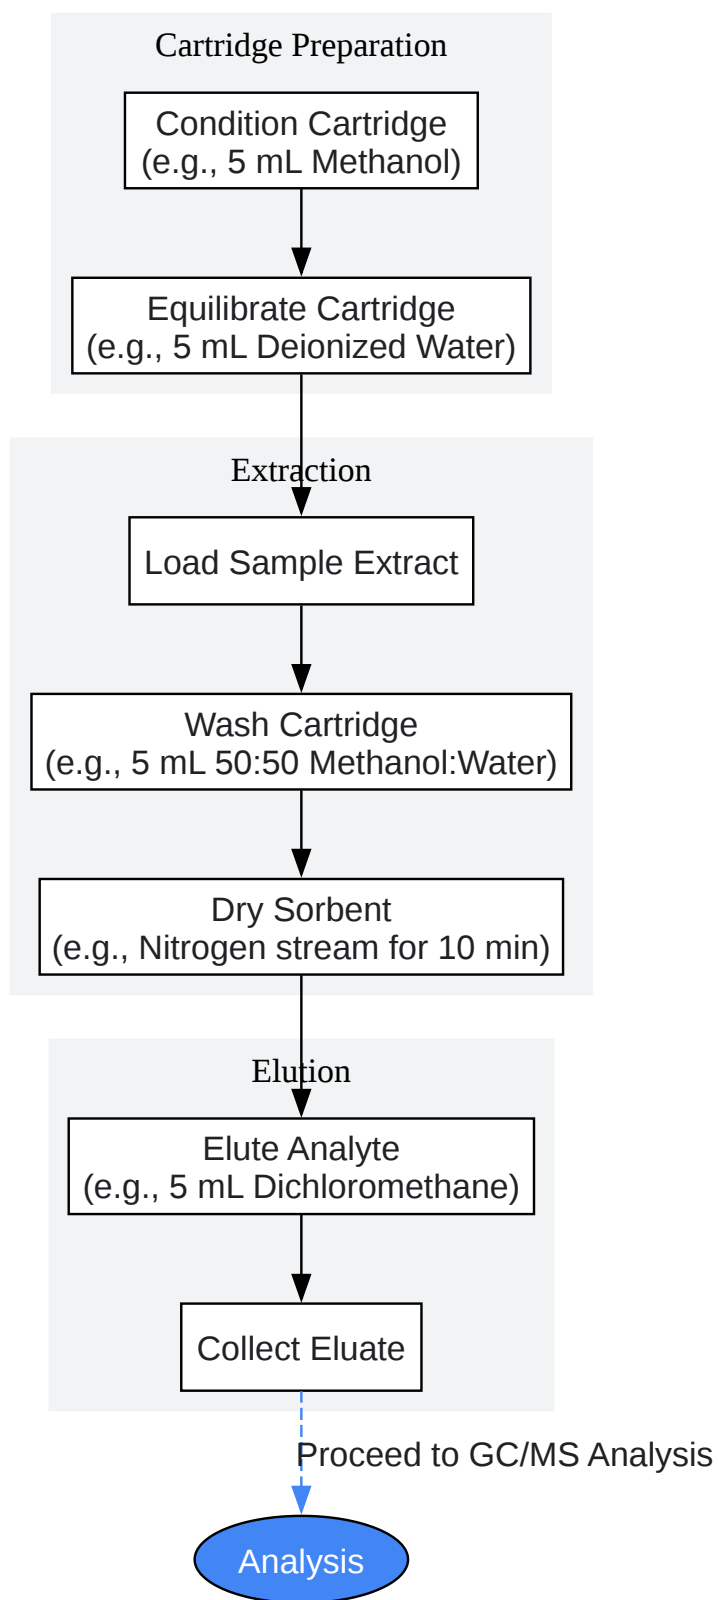 Cartridge Preparation
Condition Cartridge
(e.g., 5 mL Methanol)
Equilibrate Cartridge
(e.g., 5 mL Deionized Water)
Extraction
Load Sample Extract
Wash Cartridge
(e.g., 5 mL 50:50 Methanol:Water)
Dry Sorbent
(e.g., Nitrogen stream for 10 min)
Elution
Elute Analyte
(e.g., 5 mL Dichloromethane)
Collect Eluate
Proceed to GC/MS Analysis
Analysis